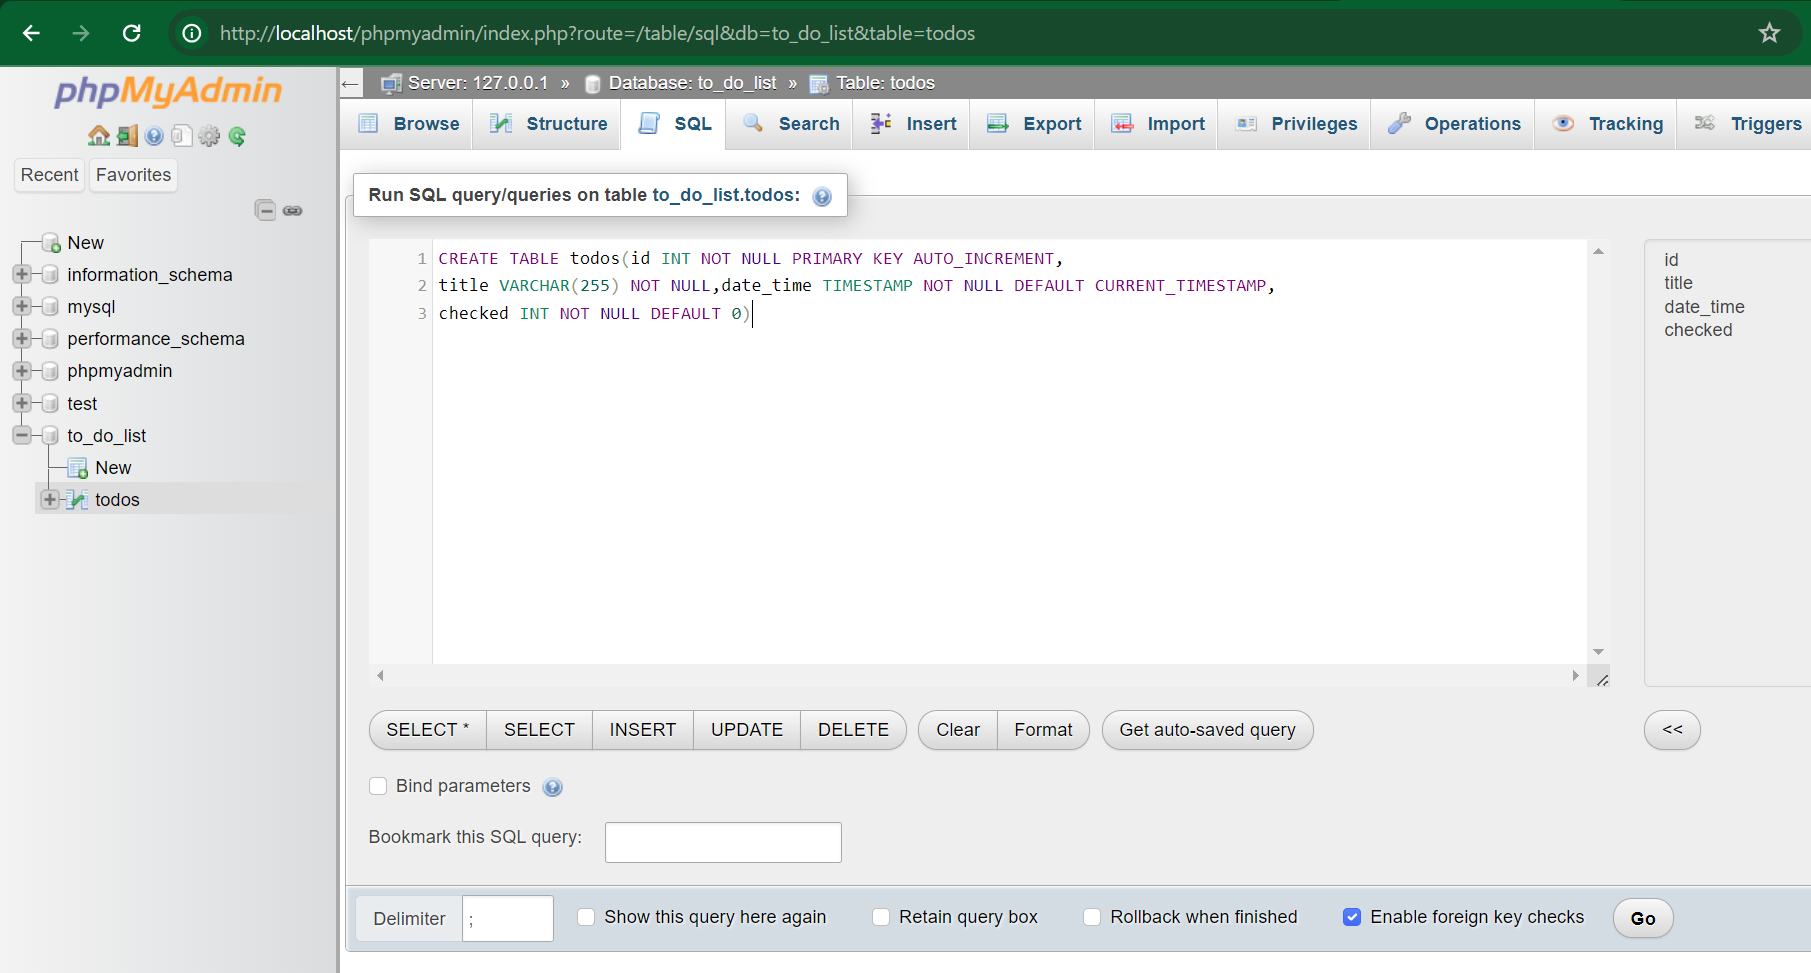 http://localhost/phpmyadmin/index.php?route=/table/sql&db=to_do_list&table=todos
phpMyAdmin
Recent Favorites
New
information_schema
mysql
performance_schema
phpmyadmin
test
to_do_list
New
todos
Server: 127.0.0.1 » Database: to_do_list » Table: todos
Browse Structure SQL Search Insert Export Import Privileges Operations Tracking Triggers
Run SQL query/queries on table to_do_list.todos:
1 CREATE TABLE todos(id INT NOT NULL PRIMARY KEY AUTO_INCREMENT,
2 title VARCHAR(255) NOT NULL,date_time TIMESTAMP NOT NULL DEFAULT CURRENT_TIMESTAMP,
3 checked INT NOT NULL DEFAULT 0)
id
title
date_time
checked
SELECT * SELECT INSERT UPDATE DELETE Clear Format Get auto-saved query <<
Bind parameters
Bookmark this SQL query:
Delimiter ; Show this query here again Retain query box Rollback when finished Enable foreign key checks Go